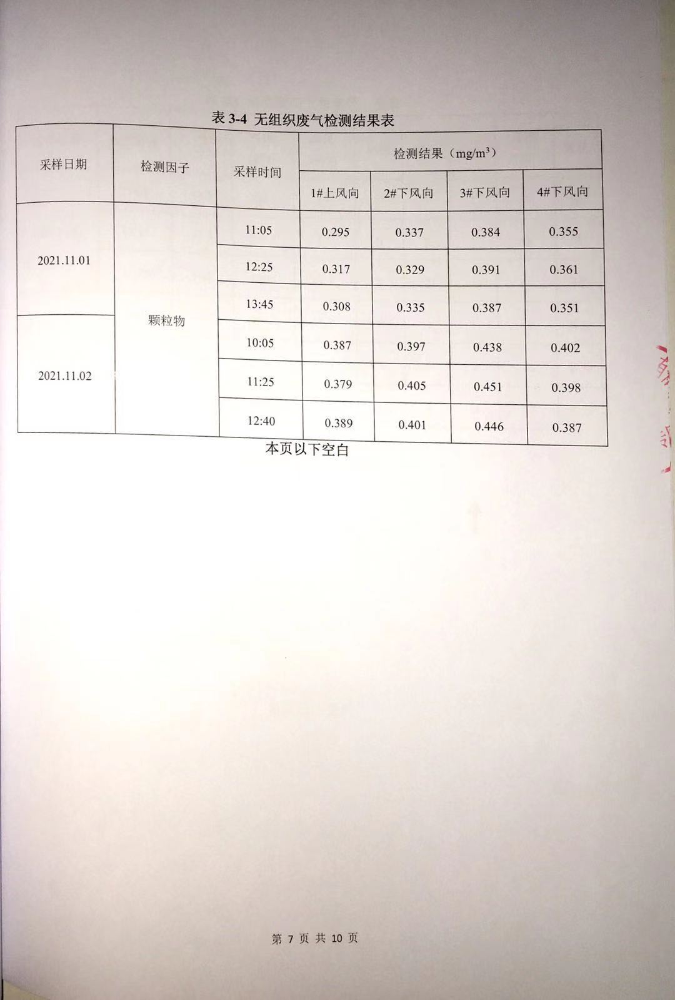 表 3-4 无组织废气检测结果表
采样日期 检测因子 采样时间 检测结果（mg/m³）
1#上风向 2#下风向 3#下风向 4#下风向
2021.11.01 颗粒物 11:05 0.295 0.337 0.384 0.355
12:25 0.317 0.329 0.391 0.361
13:45 0.308 0.335 0.387 0.351
2021.11.02 10:05 0.387 0.397 0.438 0.402
11:25 0.379 0.405 0.451 0.398
12:40 0.389 0.401 0.446 0.387
本页以下空白
第 7 页 共 10 页